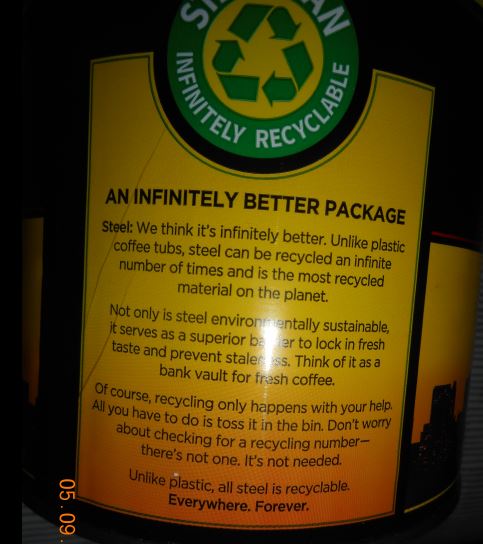 INFINITELY RECYCLABLE
AN INFINITELY BETTER PACKAGE
Steel: We think it's infinitely better. Unlike plastic
coffee tubs, steel can be recycled an infinite
number of times and is the most recycled
material on the planet.
Not only is steel environmentally sustainable,
it serves as a superior barrier to lock in fresh
taste and prevent staleness. Think of it as a
bank vault for fresh coffee.
Of course, recycling only happens with your help.
All you have to do is toss it in the bin. Don't worry
about checking for a recycling number—
there's not one. It's not needed.
Unlike plastic, all steel is recyclable.
Everywhere. Forever.
05.09.